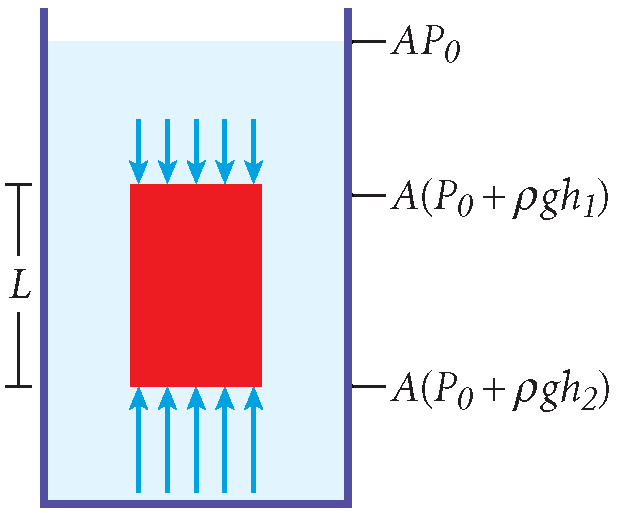 AP₀
A(P₀ + ρgh₁)
L
A(P₀ + ρgh₂)